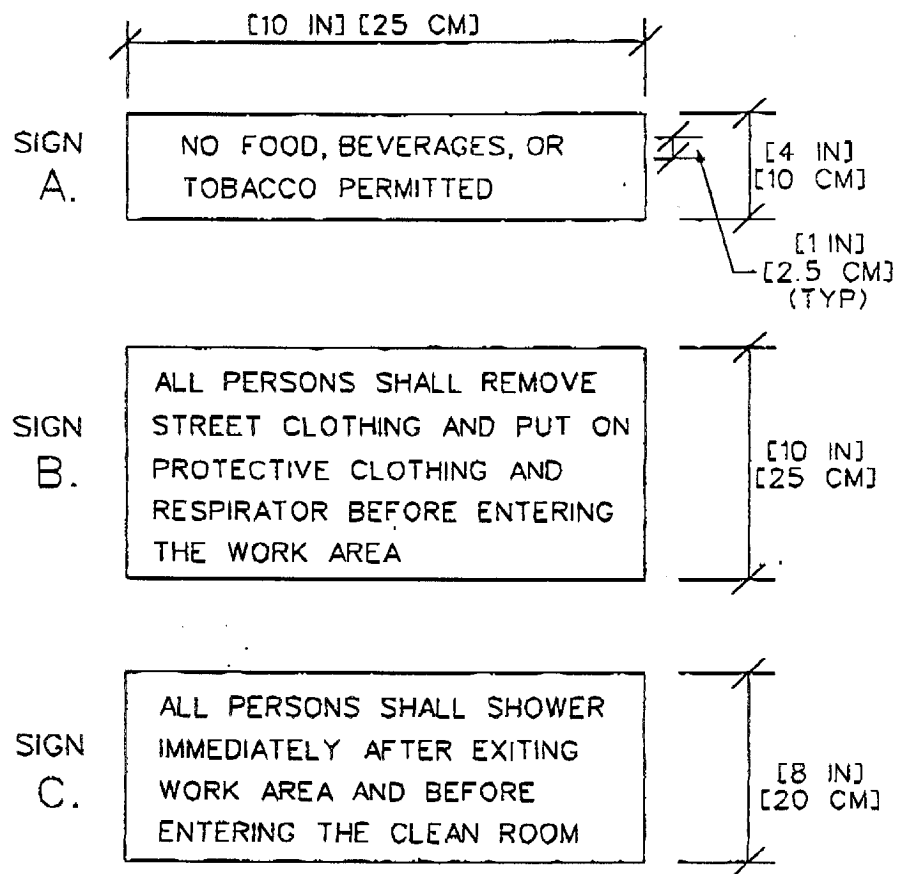 [10 IN] [25 CM]
SIGN
A.
NO FOOD, BEVERAGES, OR
TOBACCO PERMITTED
[4 IN]
[10 CM]
[1 IN]
[2.5 CM]
(TYP)
SIGN
B.
ALL PERSONS SHALL REMOVE
STREET CLOTHING AND PUT ON
PROTECTIVE CLOTHING AND
RESPIRATOR BEFORE ENTERING
THE WORK AREA
[10 IN]
[25 CM]
SIGN
C.
ALL PERSONS SHALL SHOWER
IMMEDIATELY AFTER EXITING
WORK AREA AND BEFORE
ENTERING THE CLEAN ROOM
[8 IN]
[20 CM]